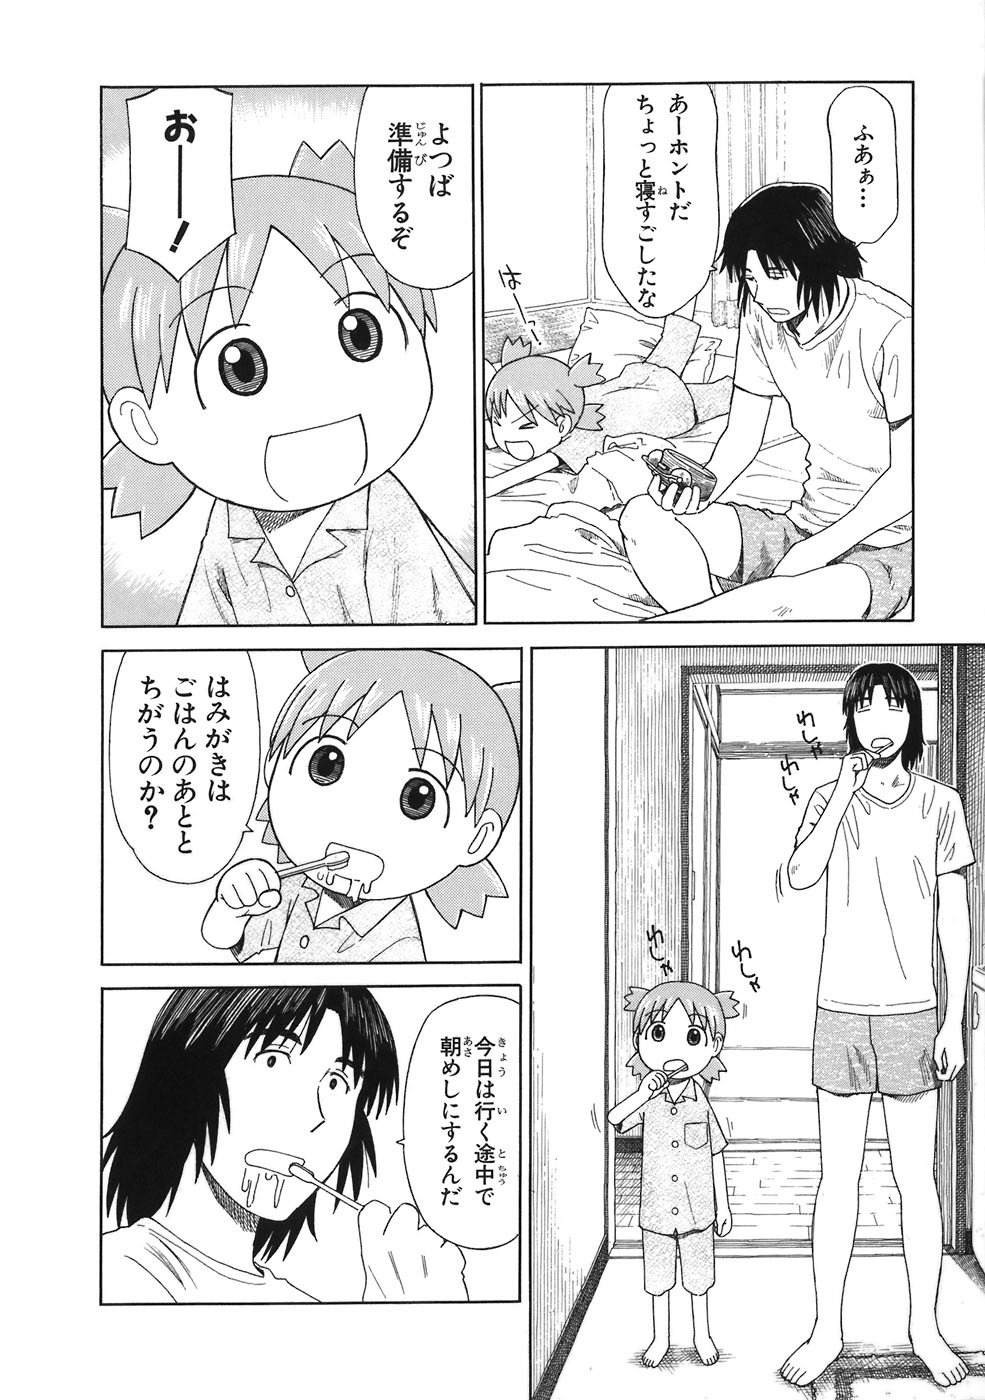 ふあぁ…
あーホントだ
ちょっと寝すごしたな
はーっ
よつば
準備するぞ
おーー！
わしゃ
わしゃ
わしゃ
わしゃ
はみがきは
ごはんのあとと
ちがうのか？
今日は行く途中で
朝めしにするんだ